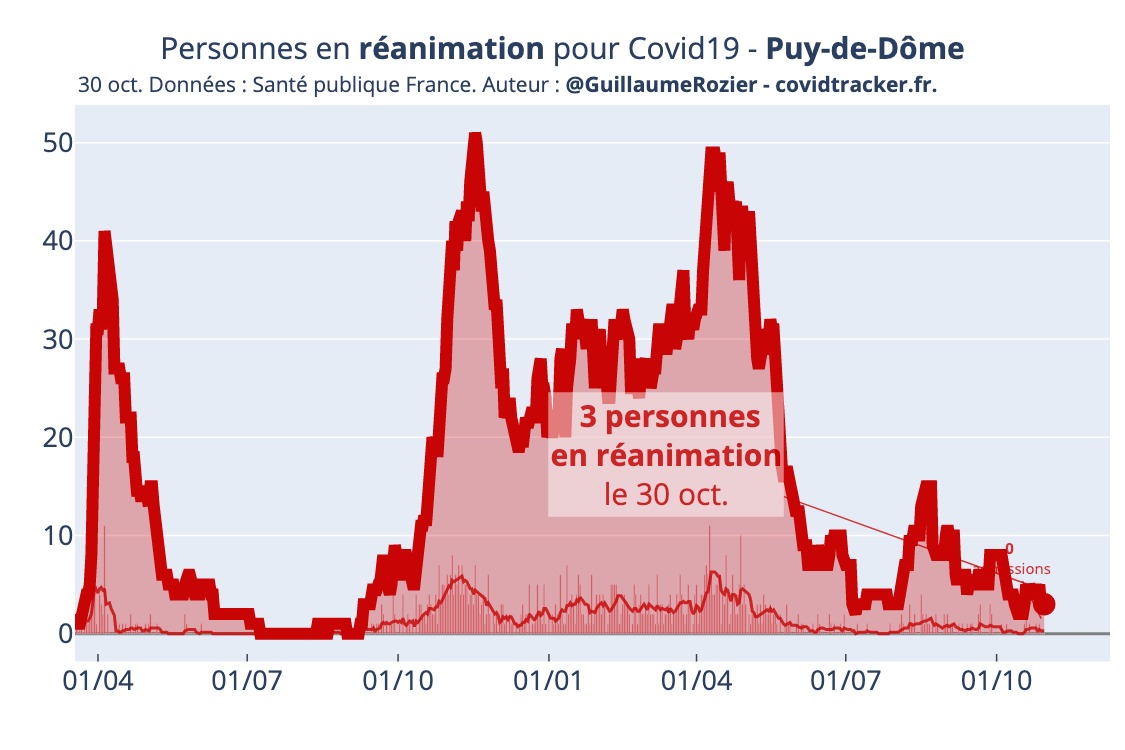 Personnes en réanimation pour Covid19 - Puy-de-Dôme
30 oct. Données : Santé publique France. Auteur : @GuillaumeRozier - covidtracker.fr.
50
40
30
20
10
0
3 personnes
en réanimation
le 30 oct.
0
01/04 01/07 01/10 01/01 01/04 01/07 01/10